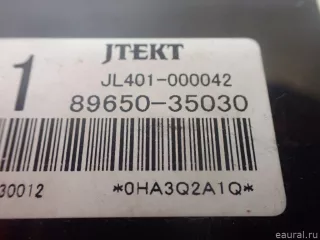 JTEKT
1
JL401-000042
89650-35030
30012
*0HA3Q2A1Q*
eaural.ru